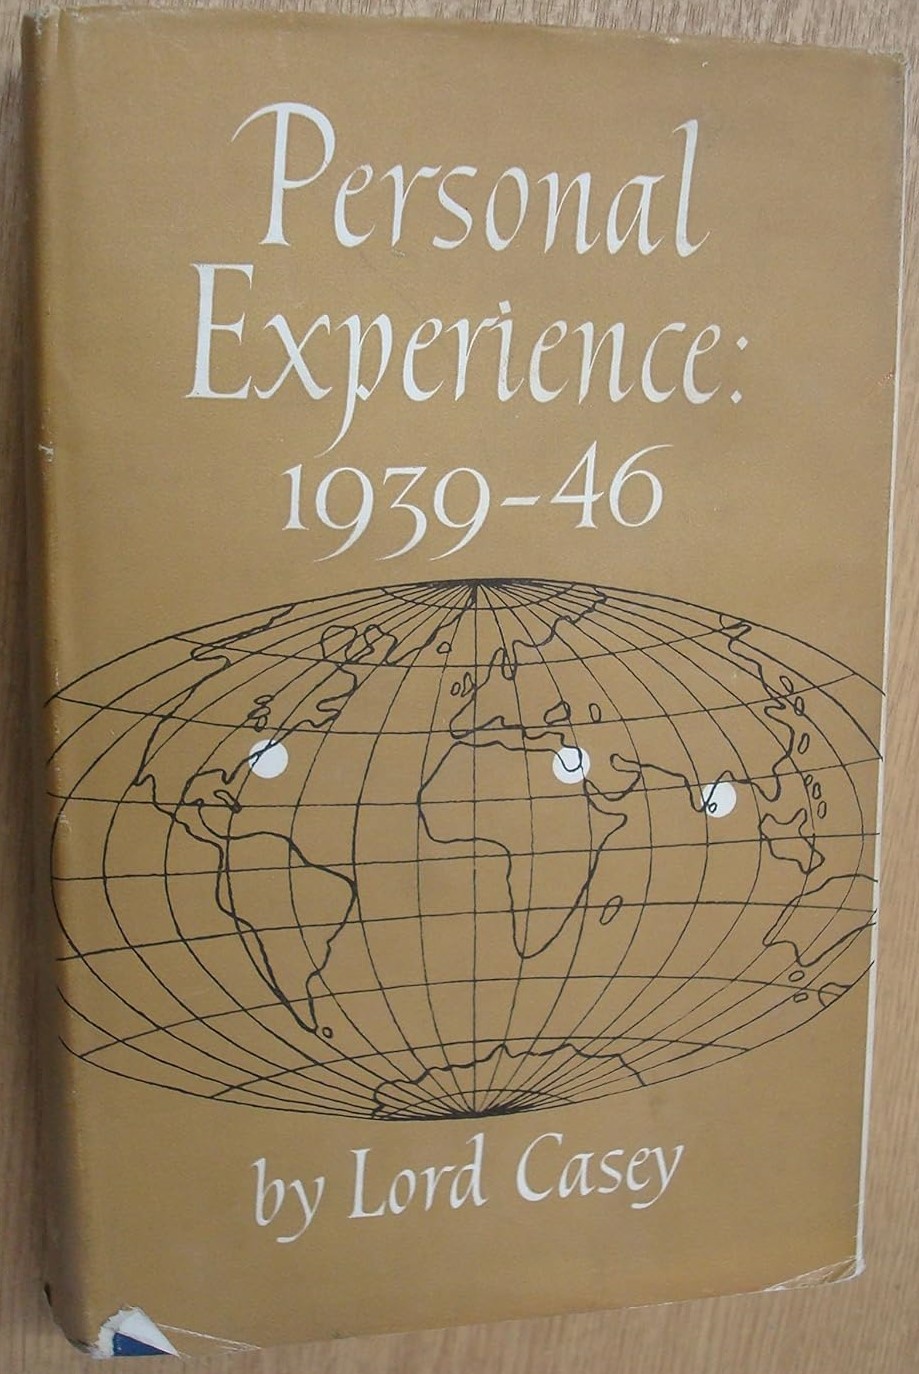 Personal
Experience:
1939-46
by Lord Casey